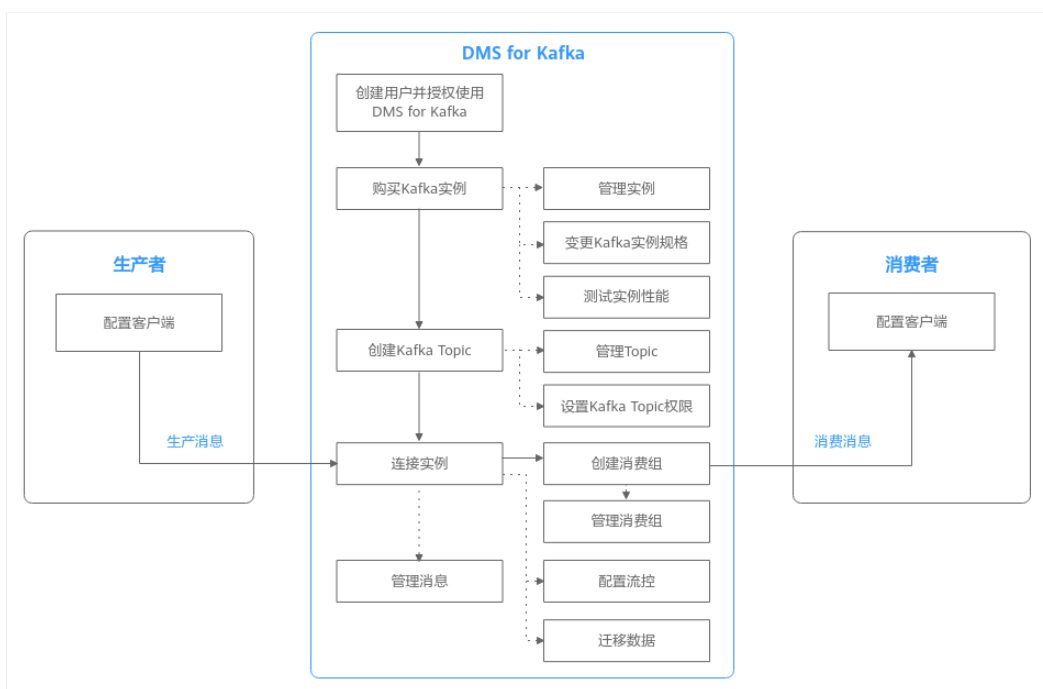 DMS for Kafka
创建用户并授权使用
DMS for Kafka
购买Kafka实例
管理实例
变更Kafka实例规格
测试实例性能
生产者
配置客户端
生产消息
创建Kafka Topic
管理Topic
设置Kafka Topic权限
连接实例
创建消费组
管理消费组
管理消息
配置流控
迁移数据
消费者
配置客户端
消费消息